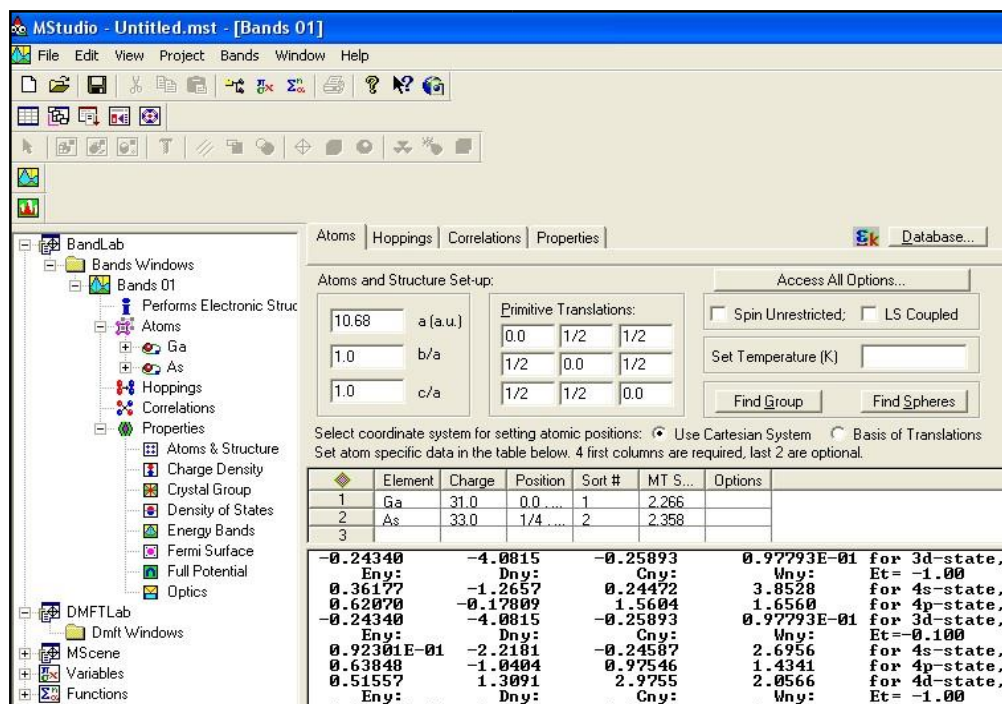 MStudio - Untitled.mst - [Bands 01]
File Edit View Project Bands Window Help
BandLab
Bands Windows
Bands 01
Performs Electronic Struc
Atoms
Ga
As
Hoppings
Correlations
Properties
Atoms & Structure
Charge Density
Crystal Group
Density of States
Energy Bands
Fermi Surface
Full Potential
Optics
DMFTLab
Dmft Windows
MScene
Variables
Functions
Atoms Hoppings Correlations Properties
Database...
Atoms and Structure Set-up:
Access All Options...
10.68 a (a.u.)
1.0 b/a
1.0 c/a
Primitive Translations:
0.0 1/2 1/2
1/2 0.0 1/2
1/2 1/2 0.0
Spin Unrestricted; LS Coupled
Set Temperature (K)
Find Group Find Spheres
Select coordinate system for setting atomic positions: Use Cartesian System Basis of Translations
Set atom specific data in the table below. 4 first columns are required, last 2 are optional.
Element Charge Position Sort # MT S... Options
1 Ga 31.0 0.0 .... 1 2.266
2 As 33.0 1/4 ... 2 2.358
3
-0.24340 -4.0815 -0.25893 0.97793E-01 for 3d-state,
Eny: Dny: Cny: Wny: Et= -1.00
0.36177 -1.2657 0.24472 3.8528 for 4s-state,
0.62070 -0.17809 1.5604 1.6560 for 4p-state,
-0.24340 -4.0815 -0.25893 0.97793E-01 for 3d-state,
Eny: Dny: Cny: Wny: Et=-0.100
0.92301E-01 -2.2181 -0.24587 2.6956 for 4s-state,
0.63848 -1.0404 0.97546 1.4341 for 4p-state,
0.51557 1.3091 2.9755 2.0566 for 4d-state,
Eny: Dny: Cny: Wny: Et= -1.00